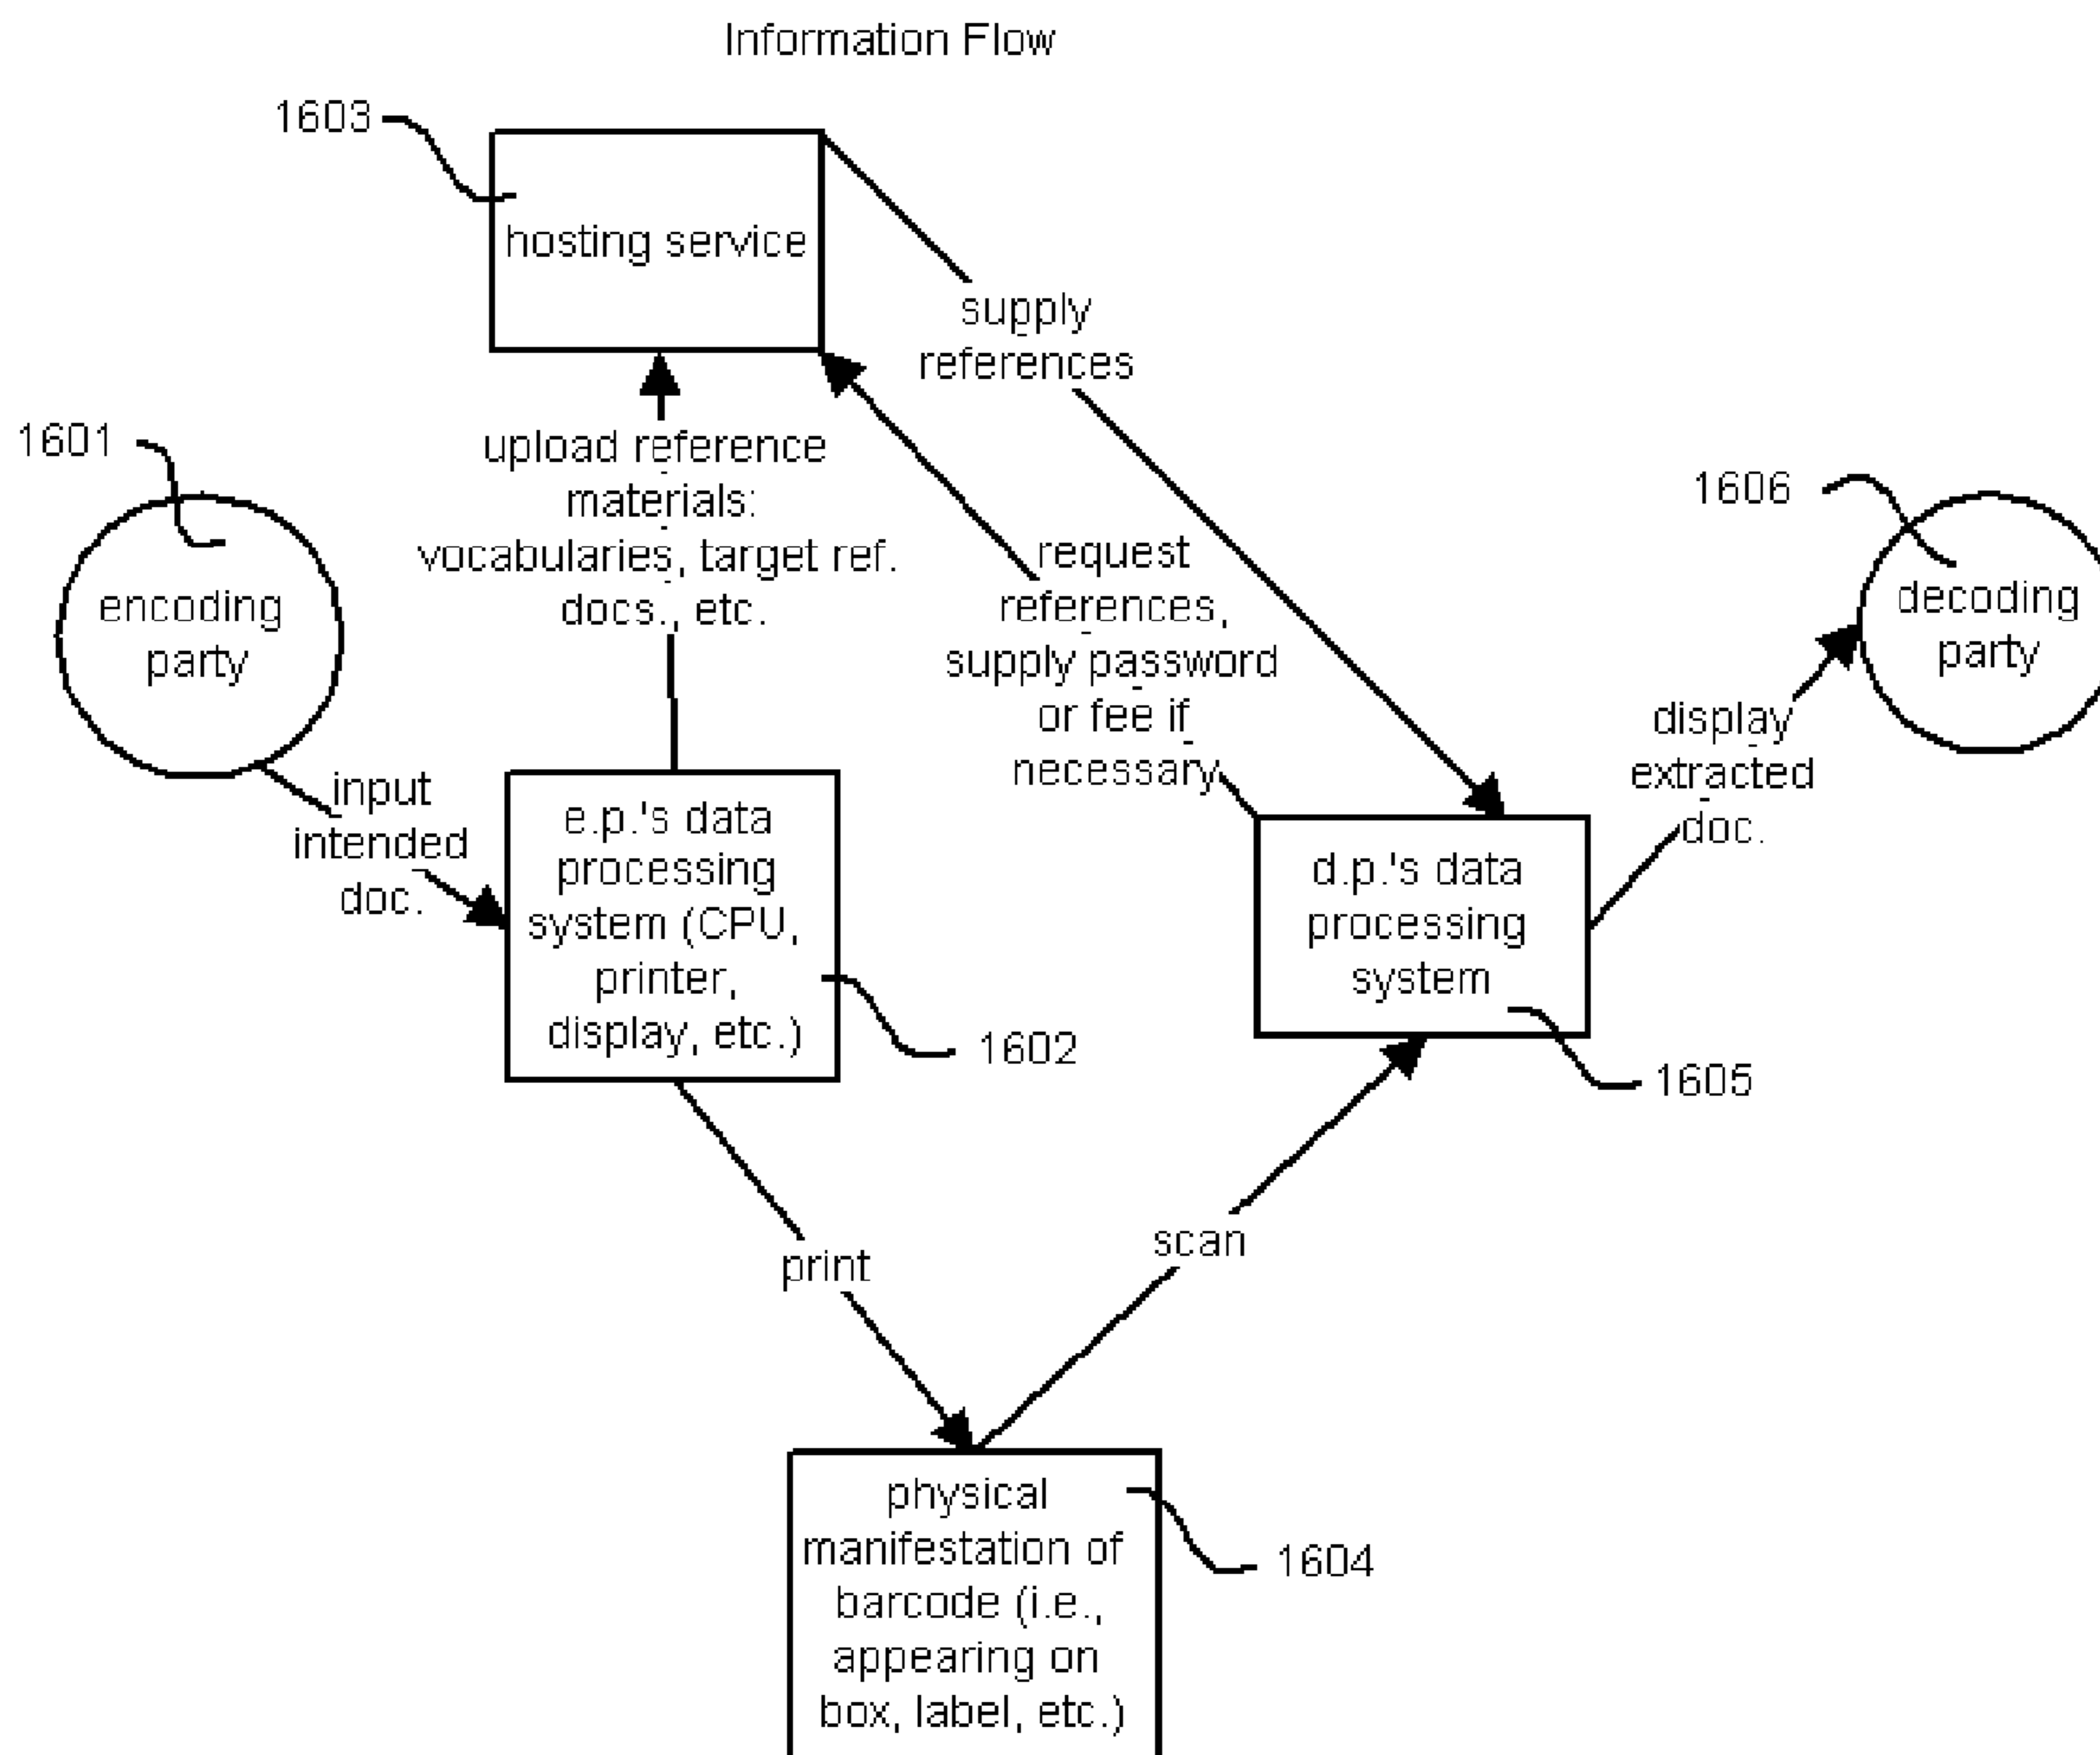 Information Flow
1603
hosting service
supply
references
1601
upload reference
materials:
vocabularies, target ref.
docs., etc.
encoding
party
request
references,
supply password
or fee if
necessary
1606
decoding
party
display
extracted
doc.
input
intended
doc.
e.p.'s data
processing
system (CPU,
printer,
display, etc.)
1602
d.p.'s data
processing
system
1605
print
scan
physical
manifestation of
barcode (i.e.,
appearing on
box, label, etc.)
1604